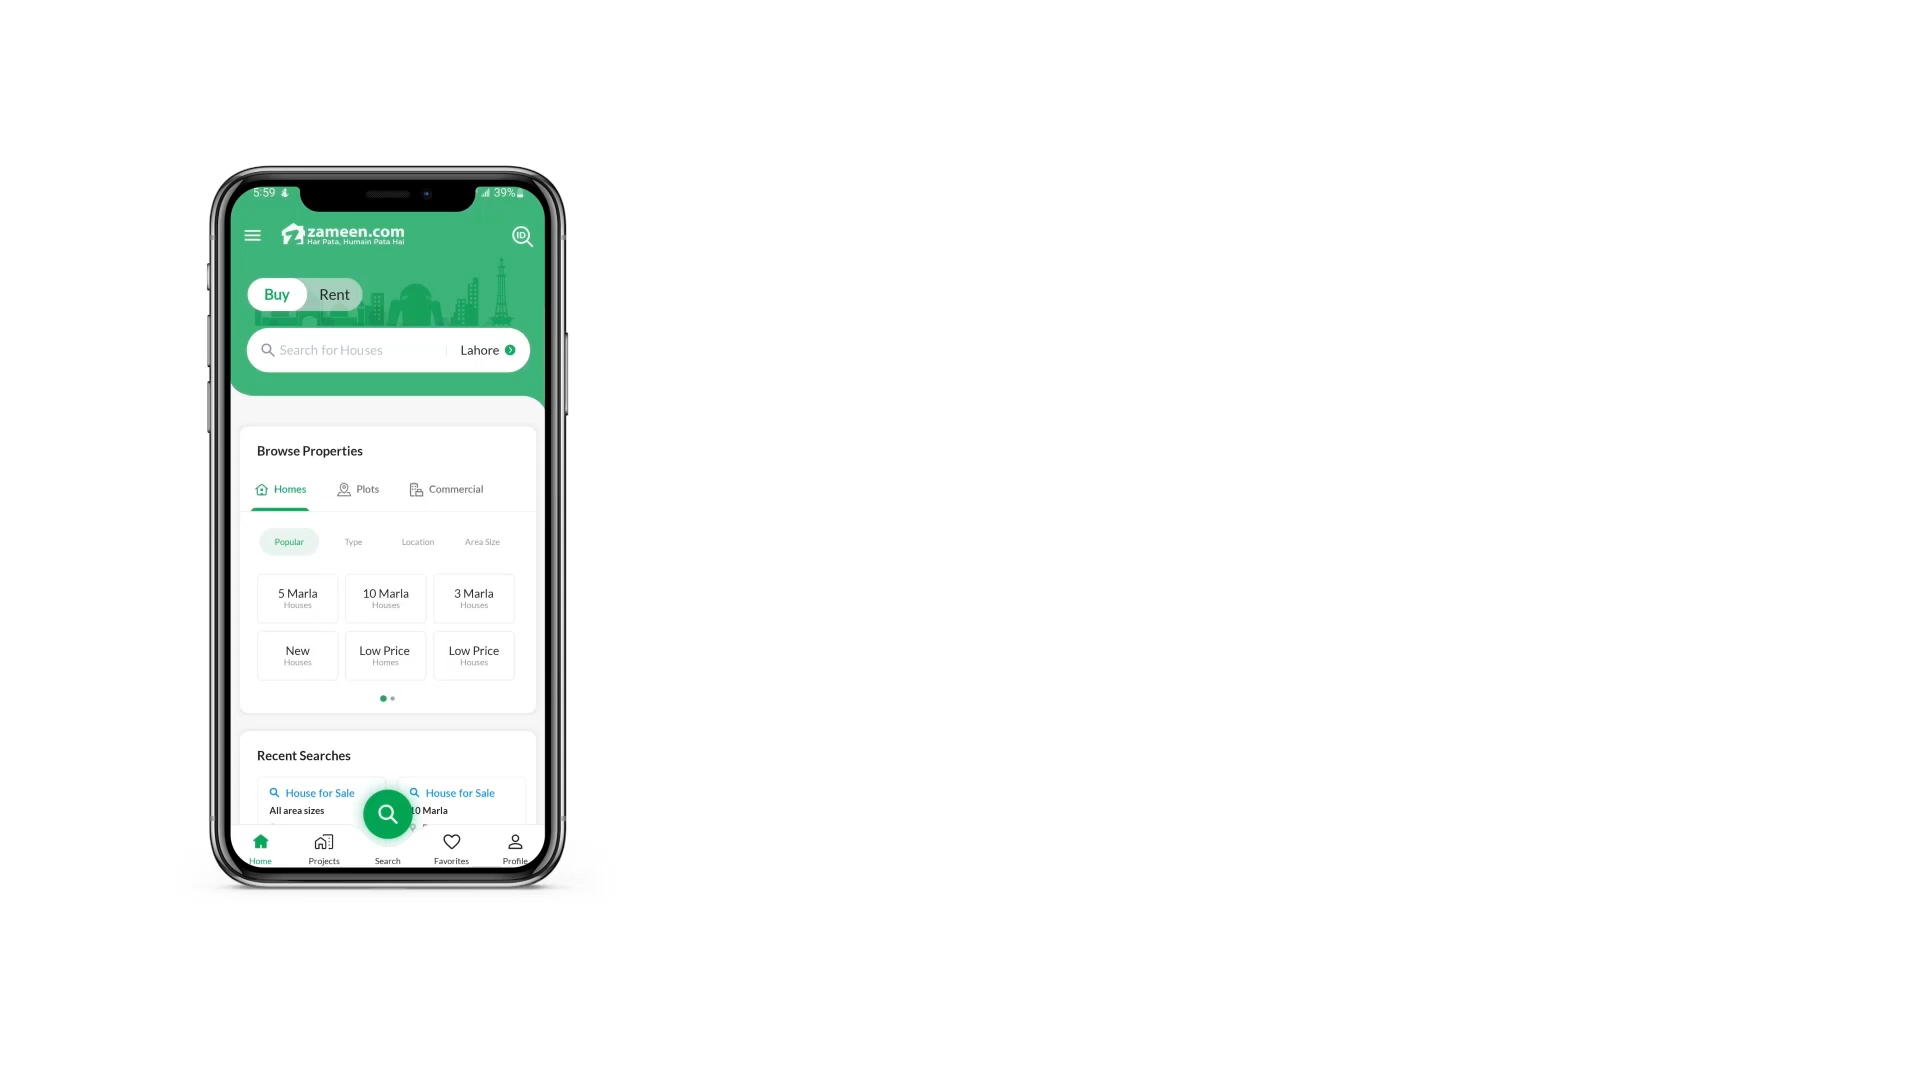 5:59
39%
zameen.com
Har Pata, Humain Pata Hai
ID
Buy Rent
Search for Houses Lahore
Browse Properties
Homes Plots Commercial
Popular Type Location Area Size
5 Marla 10 Marla 3 Marla
Houses Houses Houses
New Low Price Low Price
Houses Homes Houses
Recent Searches
House for Sale House for Sale
All area sizes 10 Marla
Home Projects Search Favorites Profile